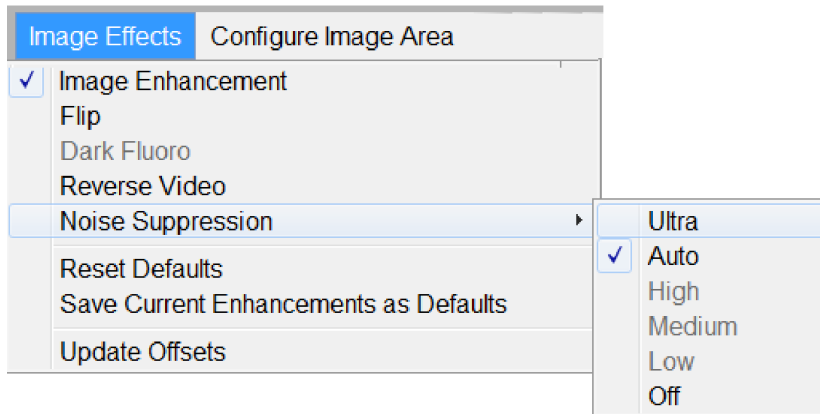 Image Effects Configure Image Area
Image Enhancement
Flip
Dark Fluoro
Reverse Video
Noise Suppression
Reset Defaults
Save Current Enhancements as Defaults
Update Offsets
Ultra
Auto
High
Medium
Low
Off